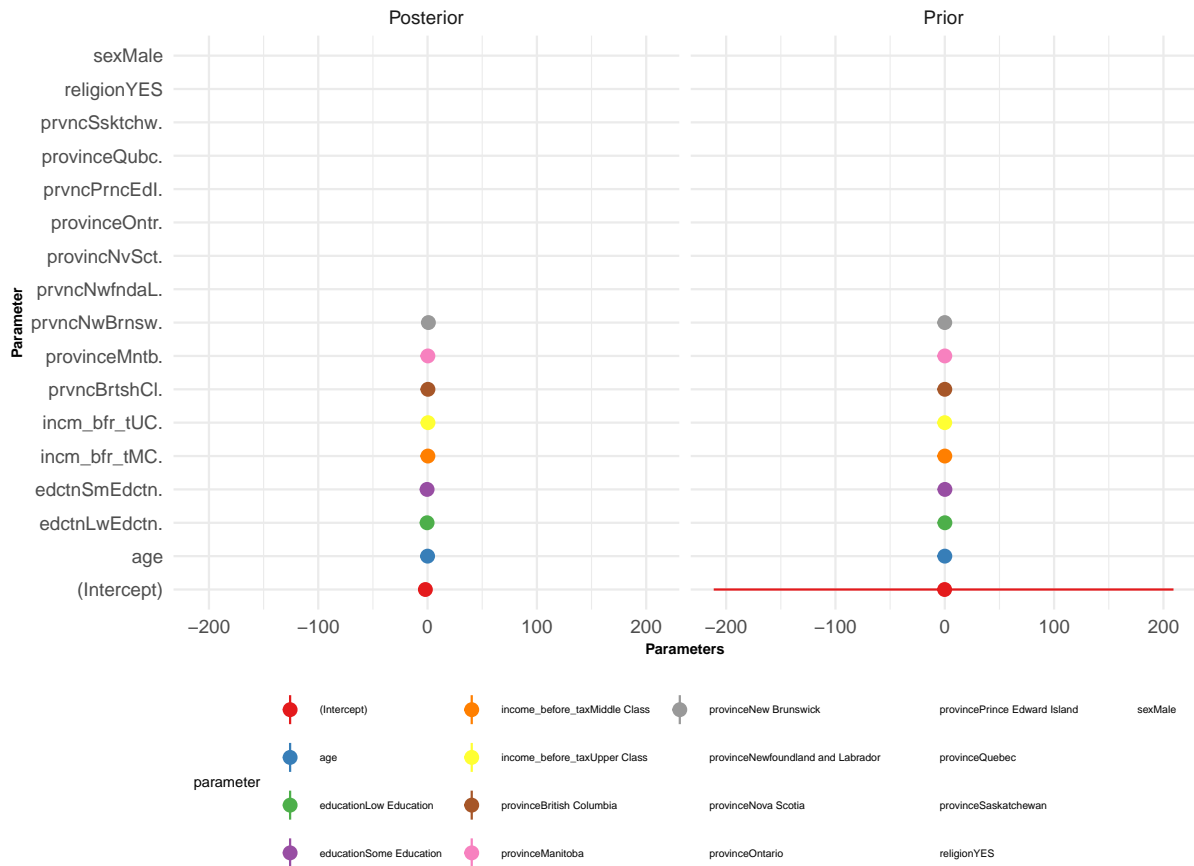 Posterior
Prior
sexMale
religionYES
prvncSsktchw.
provinceQubc.
prvncPrncEdI.
provinceOntr.
provincNvSct.
prvncNwfndaL.
prvncNwBrnsw.
provinceMntb.
prvncBrtshCl.
incm_bfr_tUC.
incm_bfr_tMC.
edctnSmEdctn.
edctnLwEdctn.
age
(Intercept)
Parameter
−200 −100 0 100 200 −200 −100 0 100 200
Parameters
parameter
(Intercept)
age
educationLow Education
educationSome Education
income_before_taxMiddle Class
income_before_taxUpper Class
provinceBritish Columbia
provinceManitoba
provinceNew Brunswick
provinceNewfoundland and Labrador
provinceNova Scotia
provinceOntario
provincePrince Edward Island
provinceQuebec
provinceSaskatchewan
religionYES
sexMale